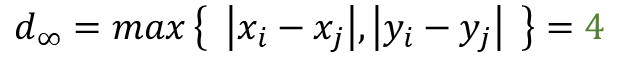 d∞ = max { |xᵢ − xⱼ|, |yᵢ − yⱼ| } = 4